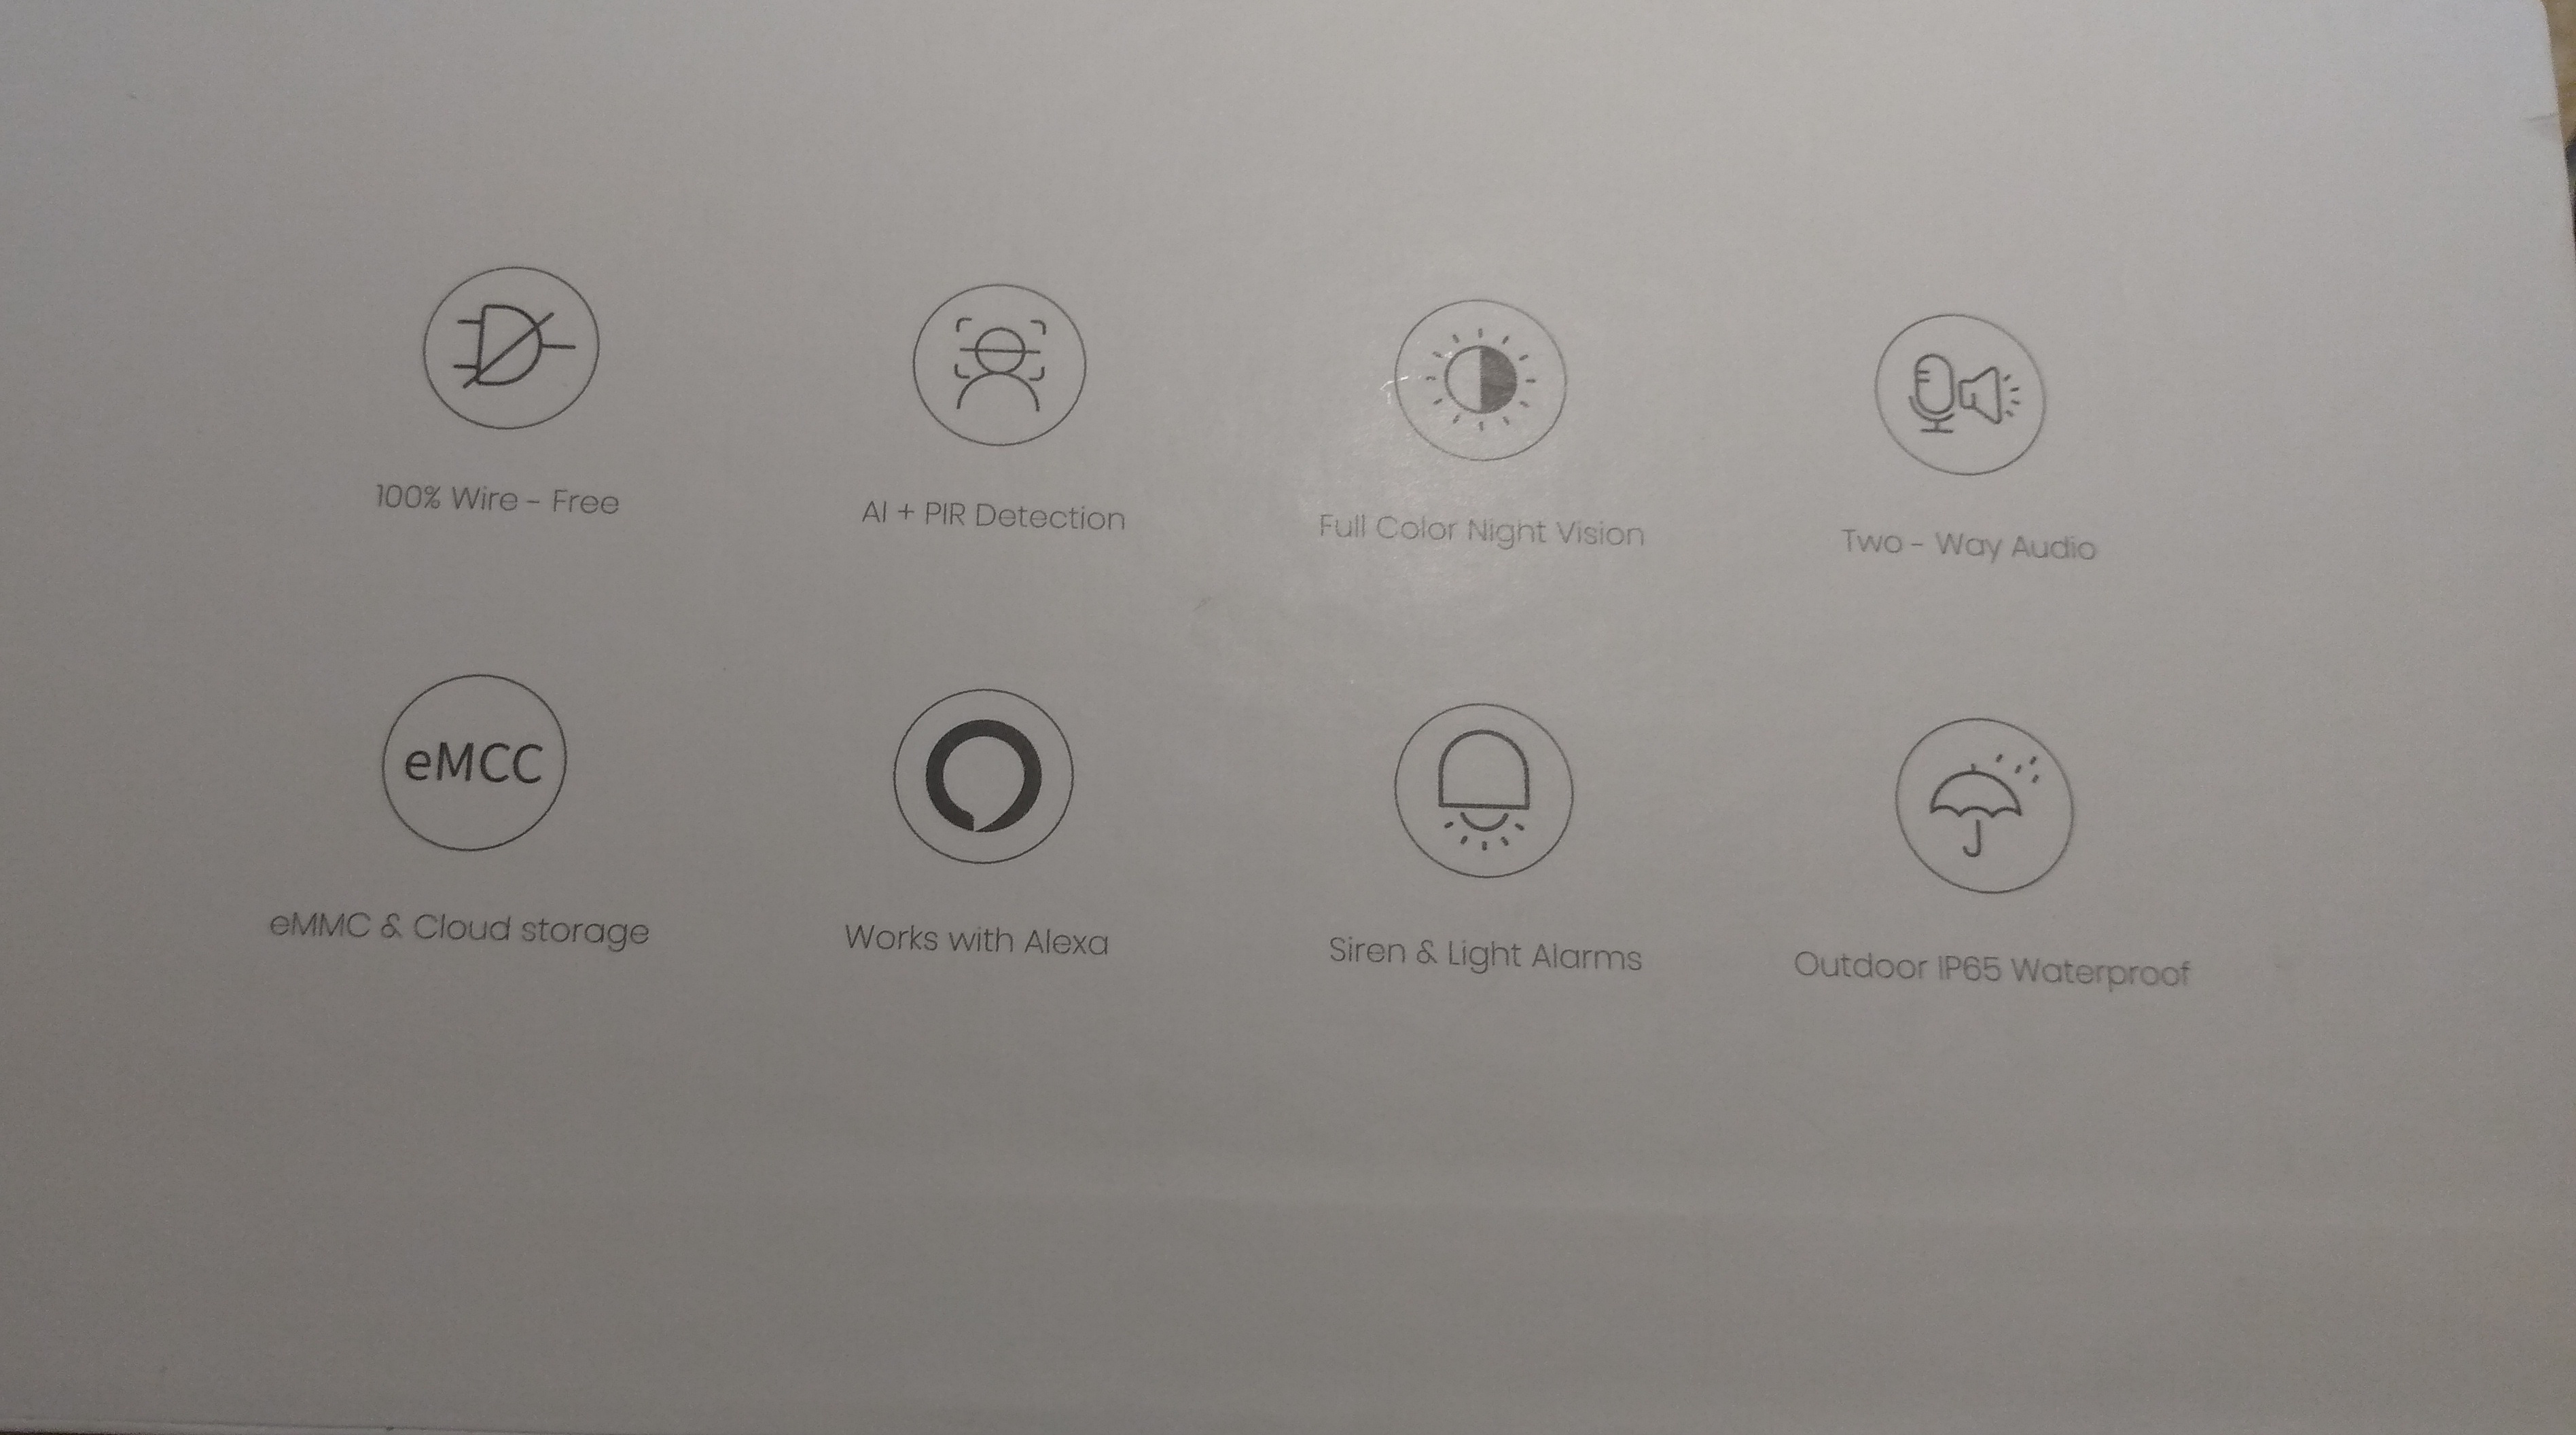 100% Wire - Free
AI + PIR Detection
Full Color Night Vision
Two - Way Audio
eMCC
eMMC & Cloud storage
Works with Alexa
Siren & Light Alarms
Outdoor IP65 Waterproof